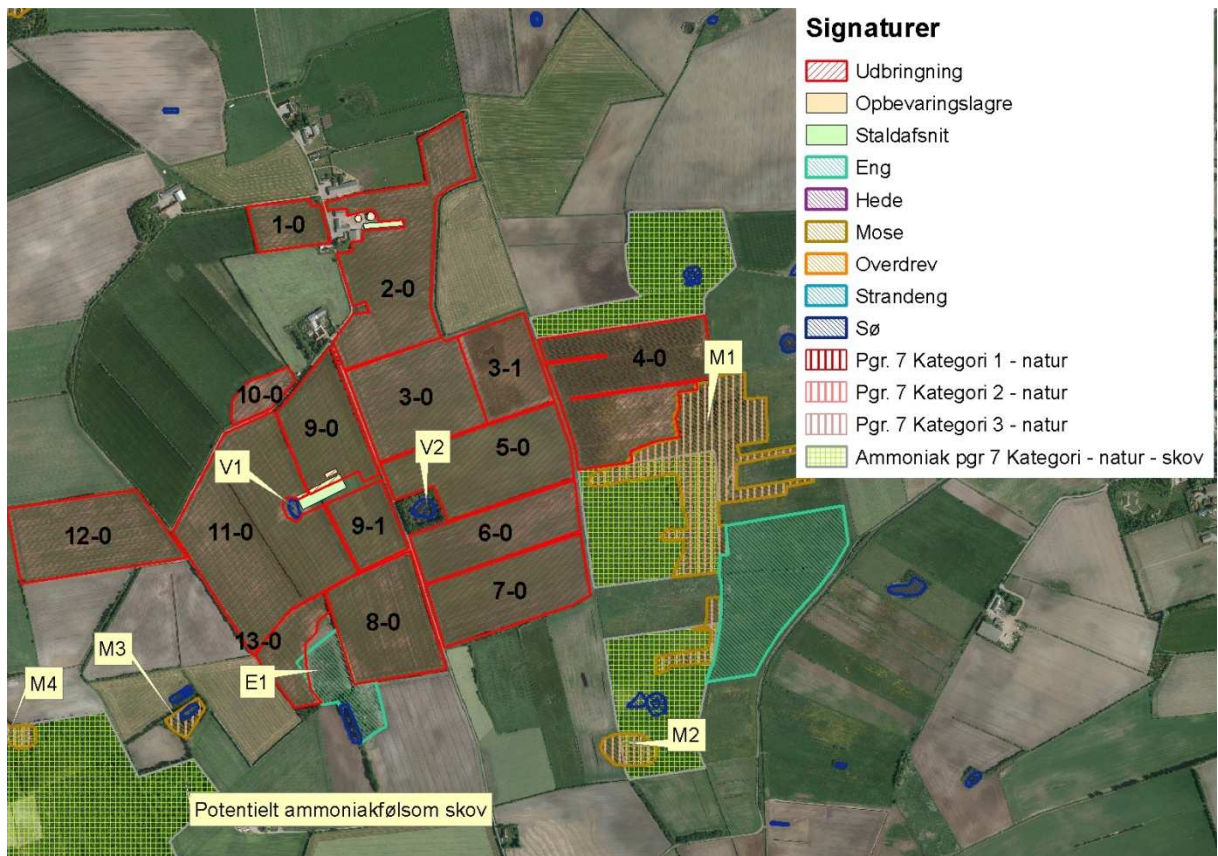 Signaturer
Udbringning
Opbevaringslagre
Staldafsnit
Eng
Hede
Mose
Overdrev
Strandeng
Sø
Pgr. 7 Kategori 1 - natur
Pgr. 7 Kategori 2 - natur
Pgr. 7 Kategori 3 - natur
Ammoniak pgr 7 Kategori - natur - skov
1-0
2-0
3-1
4-0
M1
10-0
3-0
9-0
V1
V2
5-0
12-0
11-0
9-1
6-0
7-0
8-0
13-0
M3
E1
M4
M2
Potentielt ammoniakfølsom skov